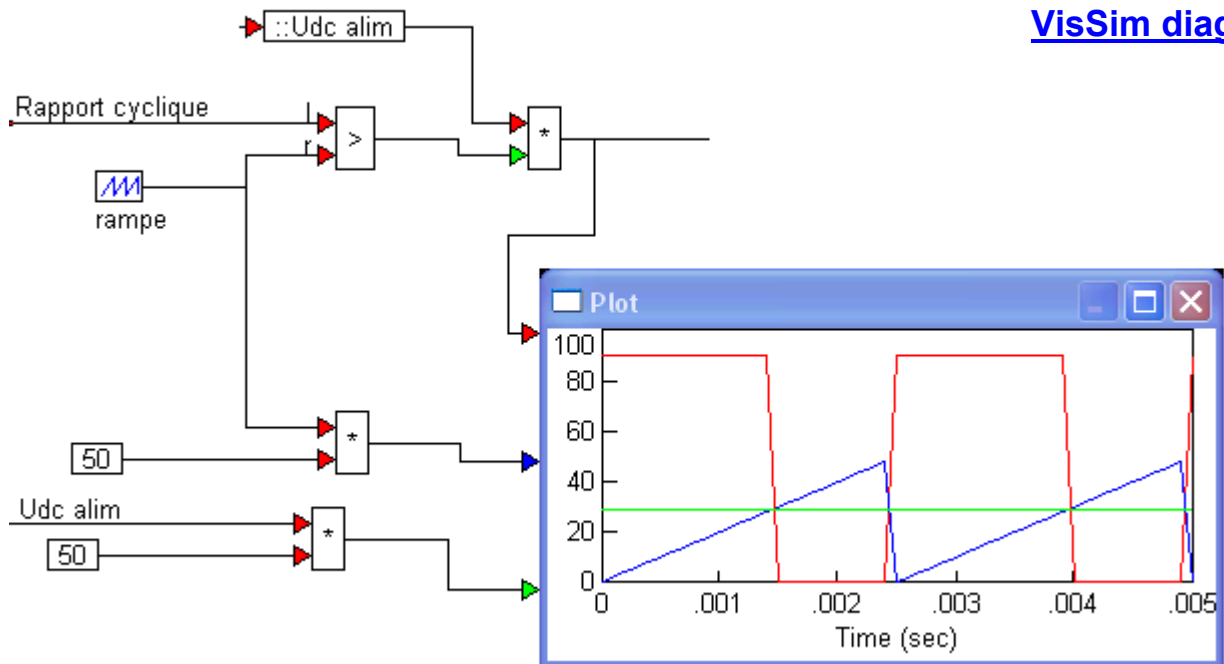 ::Udc alim
VisSim diag
Rapport cyclique
l
r
>
*
rampe
Plot
100
80
60
40
20
0
0 .001 .002 .003 .004 .005
Time (sec)
*
50
Udc alim
*
50